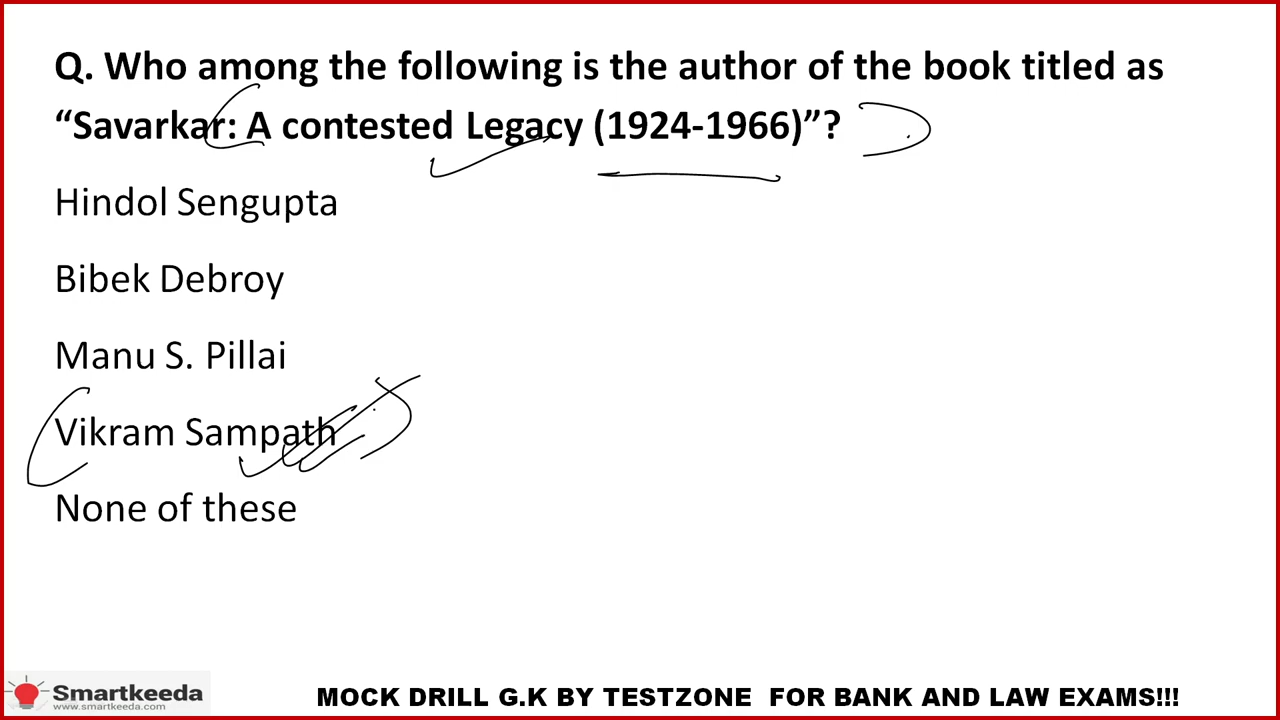 Q. Who among the following is the author of the book titled as
“Savarkar: A contested Legacy (1924-1966)”?
Hindol Sengupta
Bibek Debroy
Manu S. Pillai
Vikram Sampath
None of these
Smartkeeda
www.smartkeeda.com
MOCK DRILL G.K BY TESTZONE FOR BANK AND LAW EXAMS!!!